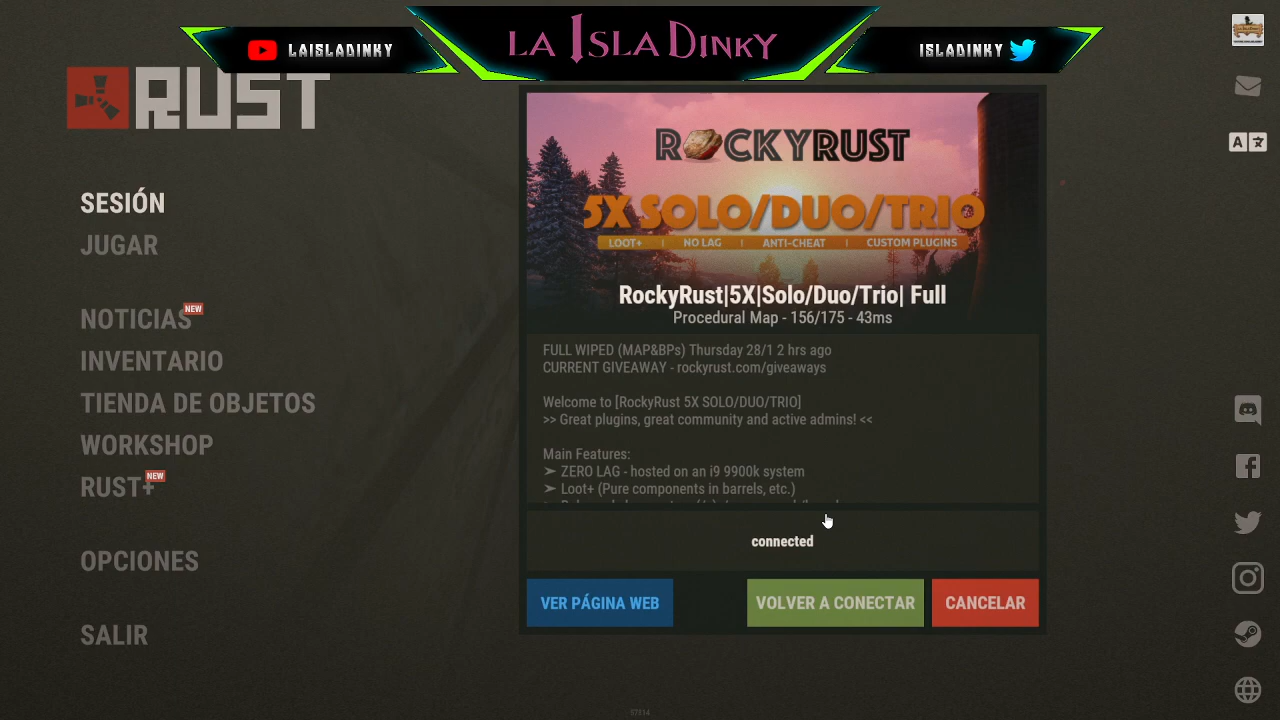 LAISLADINKY
LA ISLA DINKY
ISLADINKY
RUST
SESIÓN
JUGAR
NOTICIAS NEW
INVENTARIO
TIENDA DE OBJETOS
WORKSHOP
RUST+ NEW
OPCIONES
SALIR
ROCKYRUST
5X SOLO/DUO/TRIO
LOOT+ | NO LAG | ANTI-CHEAT | CUSTOM PLUGINS
RockyRust|5X|Solo/Duo/Trio| Full
Procedural Map - 156/175 - 43ms
FULL WIPED (MAP&BPs) Thursday 28/1 2 hrs ago
CURRENT GIVEAWAY - rockyrust.com/giveaways
Welcome to [RockyRust 5X SOLO/DUO/TRIO]
>> Great plugins, great community and active admins! <<
Main Features:
➤ ZERO LAG - hosted on an i9 9900k system
➤ Loot+ (Pure components in barrels, etc.)
connected
VER PÁGINA WEB
VOLVER A CONECTAR
CANCELAR
A